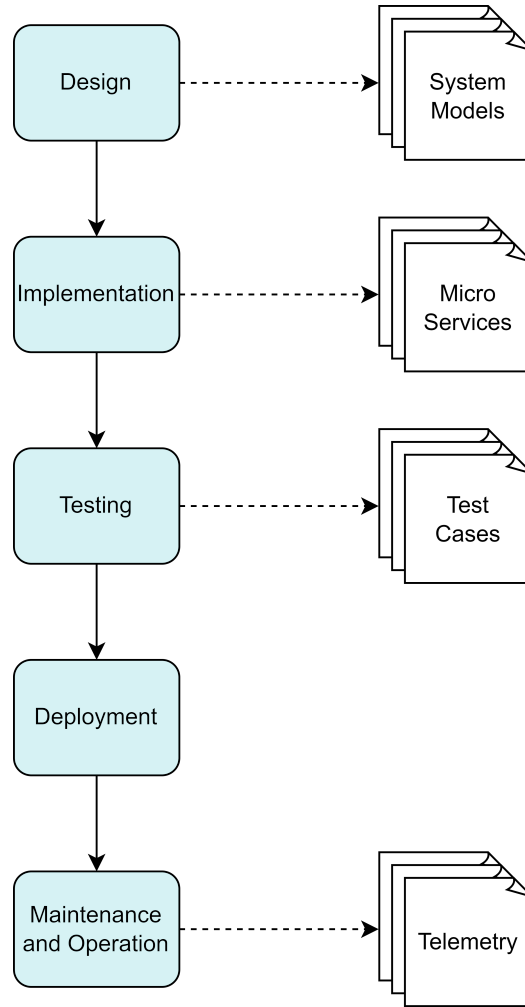 Design
System
Models
Implementation
Micro
Services
Testing
Test
Cases
Deployment
Maintenance
and Operation
Telemetry